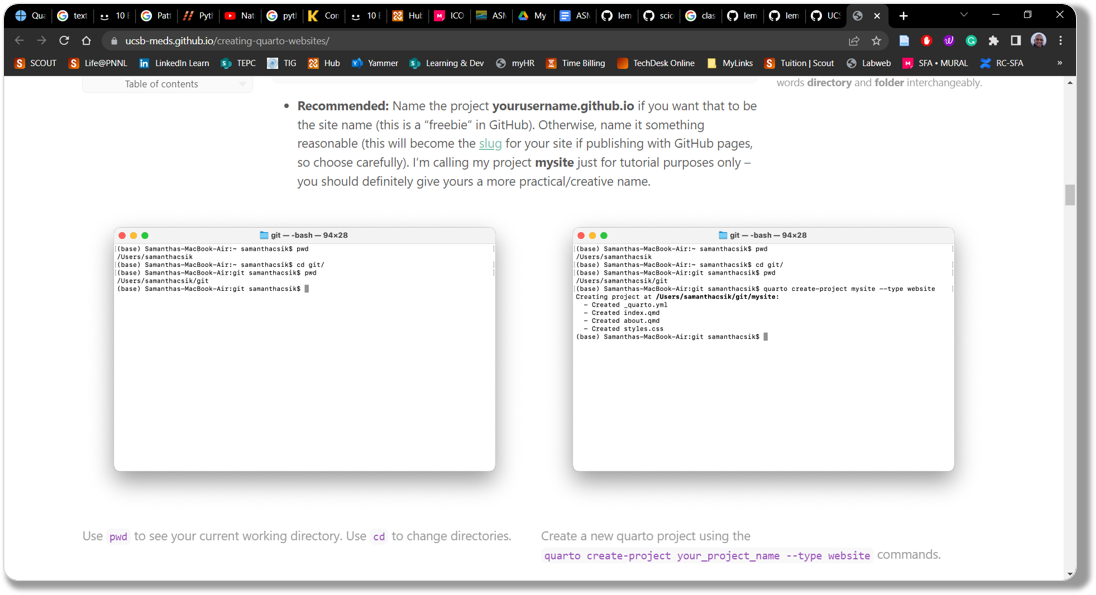 Qua text 10 I Pat Pytl Nat pytl Con 10 I Hul ICO ASN My ASN lem scic clas lem lem UCS
ucsb-meds.github.io/creating-quarto-websites/
SCOUT Life@PNNL LinkedIn Learn TEPC TIG Hub Yammer Learning & Dev myHR Time Billing TechDesk Online MyLinks Tuition | Scout Labweb SFA • MURAL RC-SFA »
Table of contents
words directory and folder interchangeably.
• Recommended: Name the project yourusername.github.io if you want that to be
the site name (this is a “freebie” in GitHub). Otherwise, name it something
reasonable (this will become the slug for your site if publishing with GitHub pages,
so choose carefully). I'm calling my project mysite just for tutorial purposes only –
you should definitely give yours a more practical/creative name.
git — -bash — 94×28
(base) Samanthas-MacBook-Air:~ samanthacsik$ pwd
/Users/samanthacsik
(base) Samanthas-MacBook-Air:~ samanthacsik$ cd git/
(base) Samanthas-MacBook-Air:git samanthacsik$ pwd
/Users/samanthacsik/git
(base) Samanthas-MacBook-Air:git samanthacsik$
git — -bash — 94×28
(base) Samanthas-MacBook-Air:~ samanthacsik$ pwd
/Users/samanthacsik
(base) Samanthas-MacBook-Air:~ samanthacsik$ cd git/
(base) Samanthas-MacBook-Air:git samanthacsik$ pwd
/Users/samanthacsik/git
(base) Samanthas-MacBook-Air:git samanthacsik$ quarto create-project mysite --type website
Creating project at /Users/samanthacsik/git/mysite:
- Created _quarto.yml
- Created index.qmd
- Created about.qmd
- Created styles.css
(base) Samanthas-MacBook-Air:git samanthacsik$
Use pwd to see your current working directory. Use cd to change directories.
Create a new quarto project using the
quarto create-project your_project_name --type website commands.